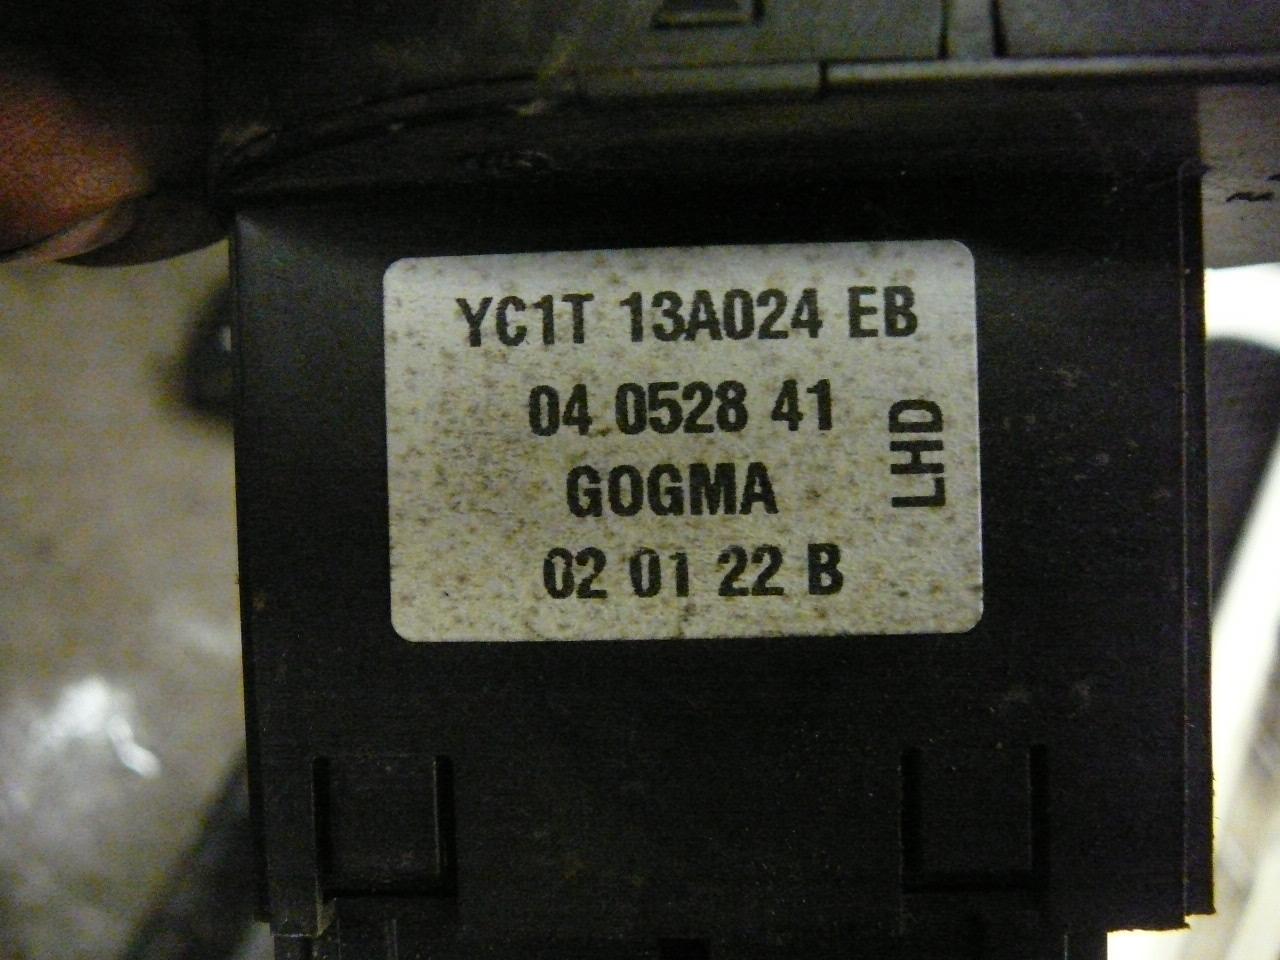 YC1T 13A024 EB
04 0528 41
GOGMA
02 01 22 B
LHD